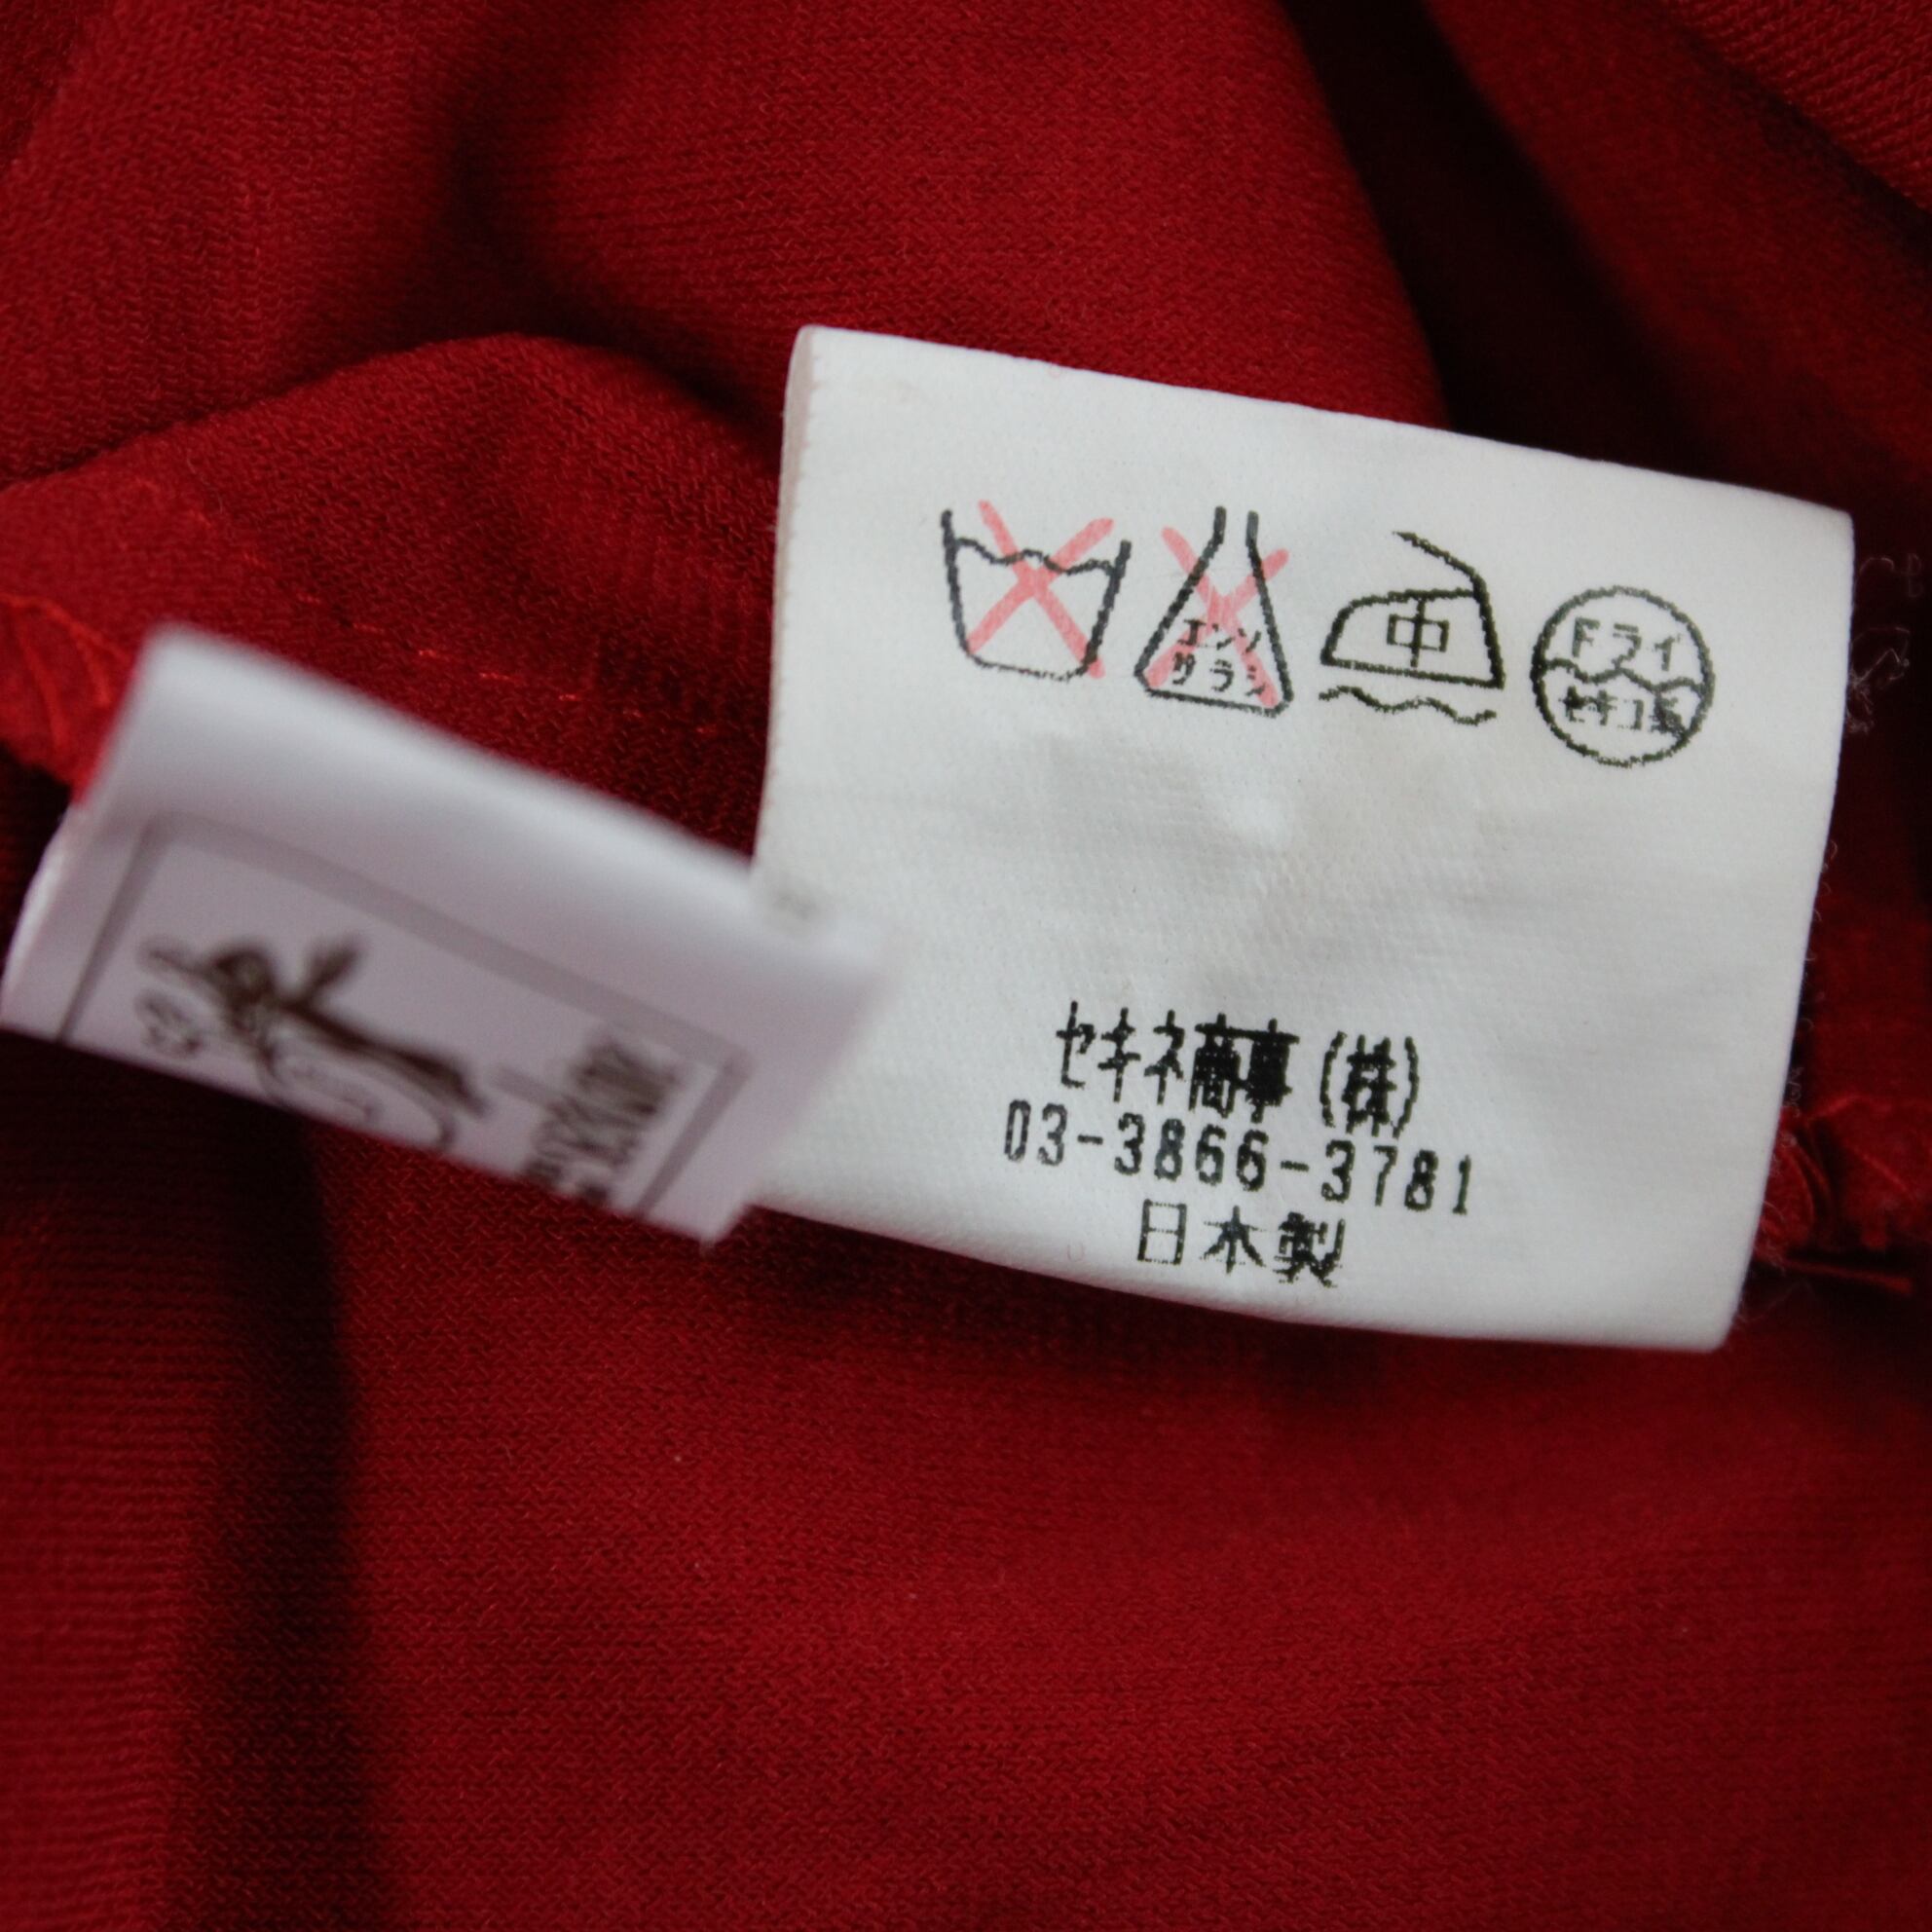 エンソ
サラシ
中
ドライ
セキユ系
セキネ商事(株)
03-3866-3781
日本製